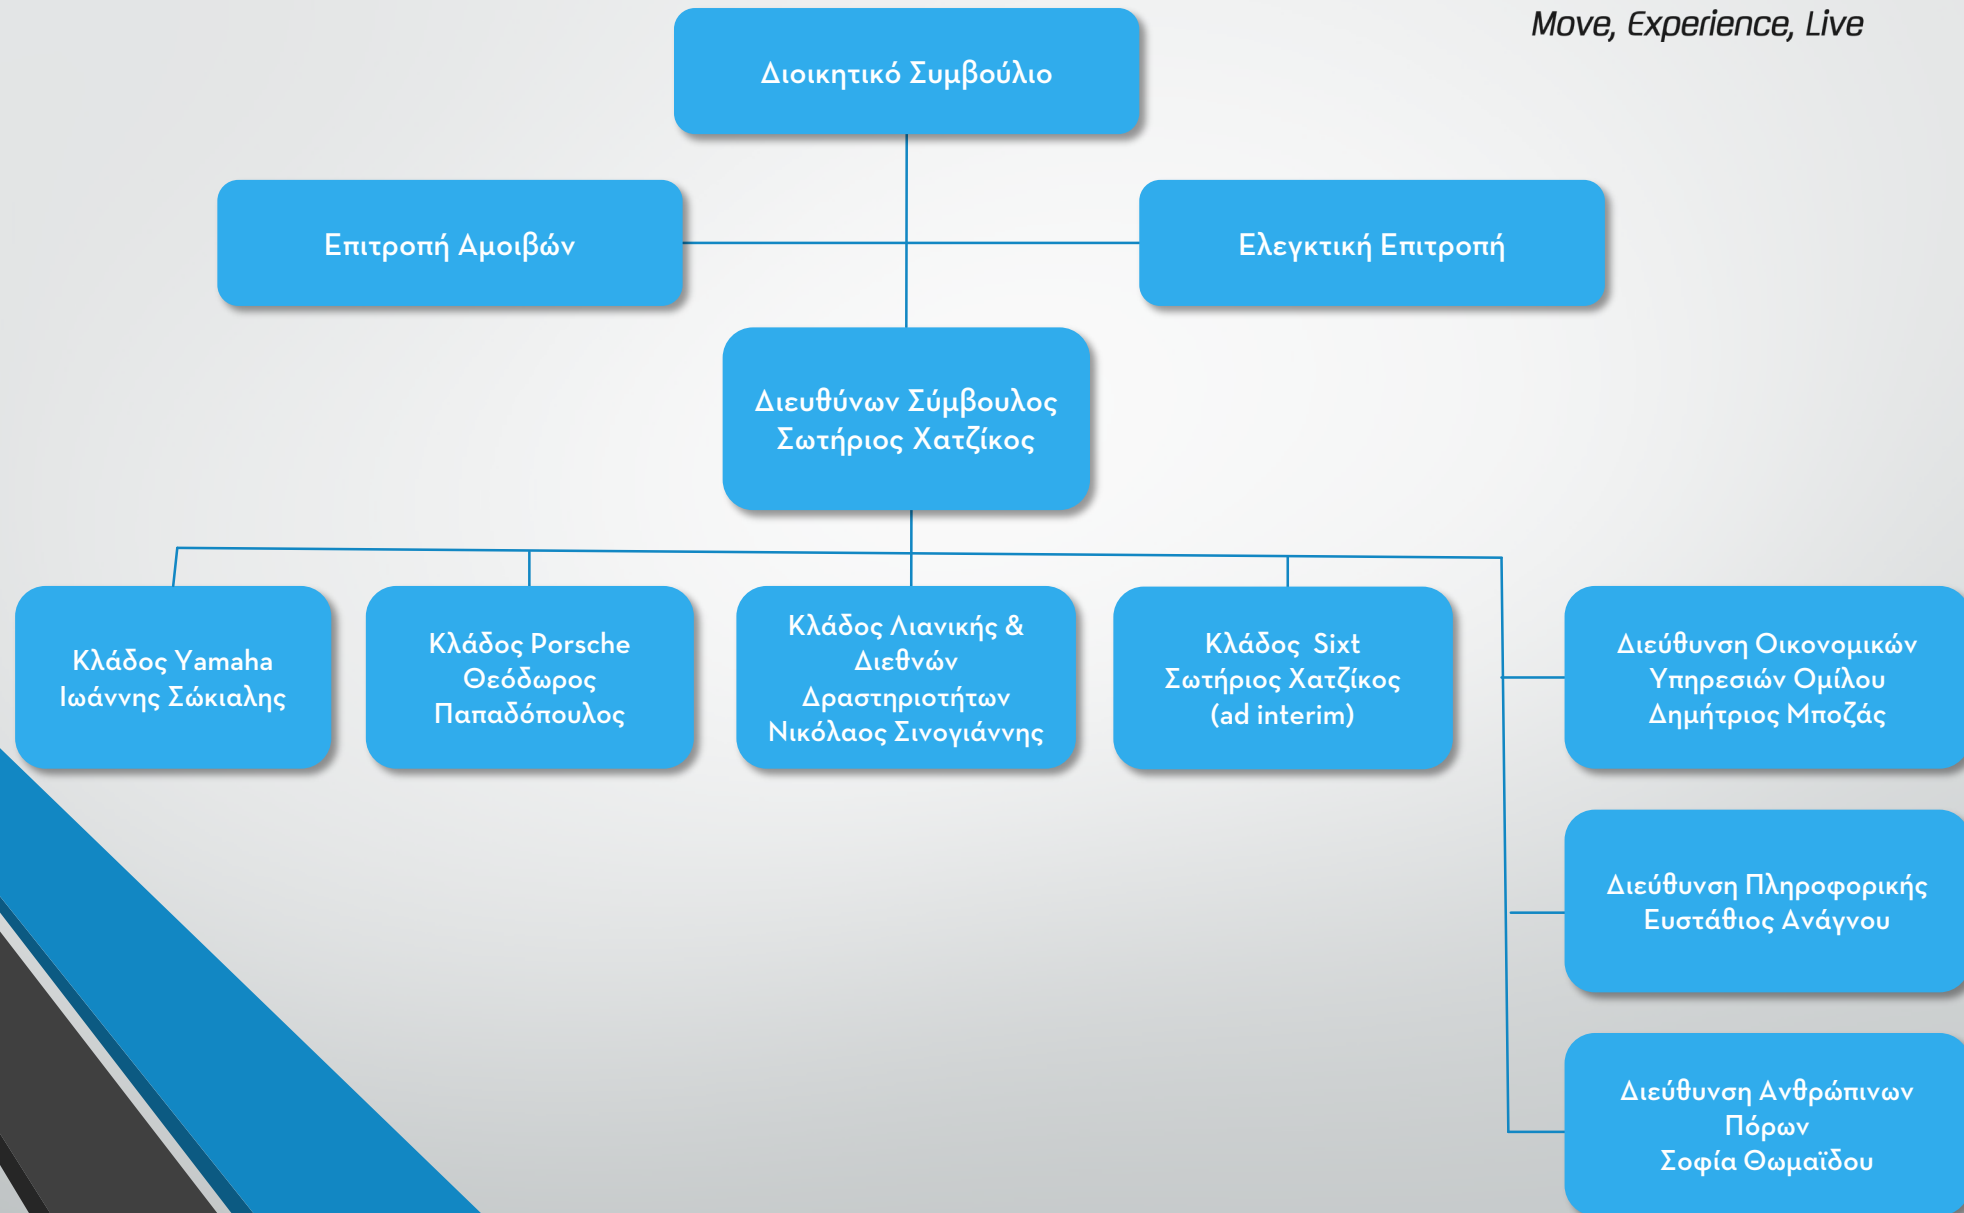 Move, Experience, Live
Διοικητικό Συμβούλιο
Επιτροπή Αμοιβών
Ελεγκτική Επιτροπή
Διευθύνων Σύμβουλος
Σωτήριος Χατζίκος
Κλάδος Yamaha
Ιωάννης Σώκιαλης
Κλάδος Porsche
Θεόδωρος
Παπαδόπουλος
Κλάδος Λιανικής &
Διεθνών
Δραστηριοτήτων
Νικόλαος Σινογιάννης
Κλάδος Sixt
Σωτήριος Χατζίκος
(ad interim)
Διεύθυνση Οικονομικών
Υπηρεσιών Ομίλου
Δημήτριος Μποζάς
Διεύθυνση Πληροφορικής
Ευστάθιος Ανάγνου
Διεύθυνση Ανθρώπινων
Πόρων
Σοφία Θωμαϊδου